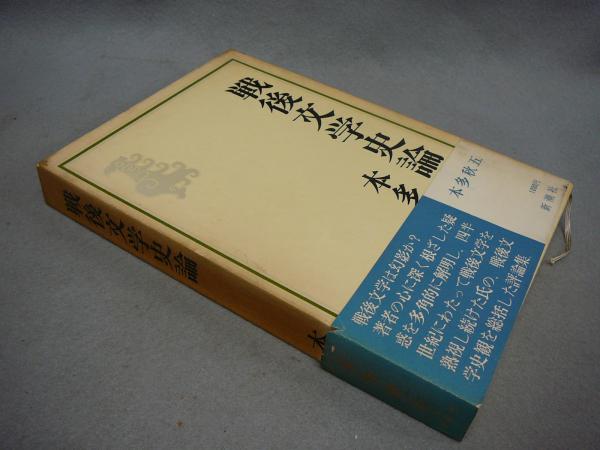 戦後文学史論
本多
本多秋五
新潮社
戦後文学は幻影か?
著者の心に深く根ざした疑
惑を多角的に解明し、四半
世紀にわたって戦後文学を
熟視し続けた氏の、戦後文
学史観を総括した評論集
戦後文学史論
本